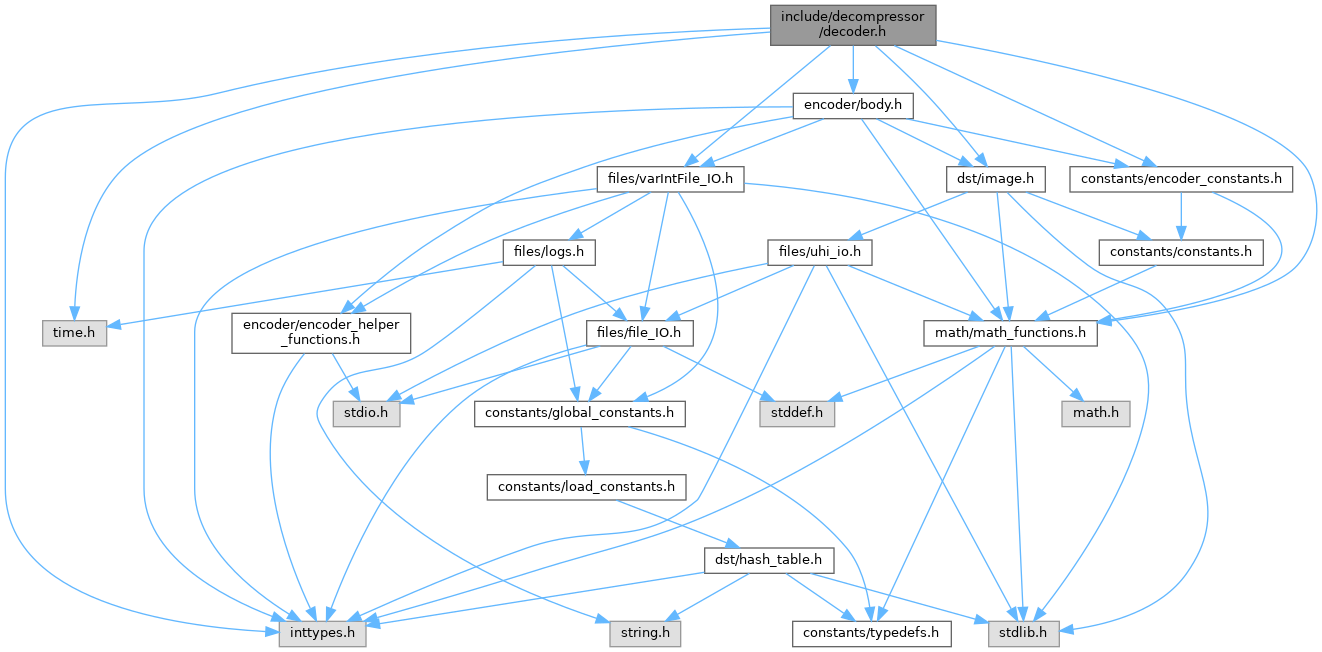 include/decompressor
/decoder.h
encoder/body.h
files/varIntFile_IO.h
dst/image.h
constants/encoder_constants.h
files/logs.h
files/uhi_io.h
constants/constants.h
time.h
encoder/encoder_helper
_functions.h
files/file_IO.h
math/math_functions.h
stdio.h
constants/global_constants.h
stddef.h
math.h
constants/load_constants.h
dst/hash_table.h
inttypes.h
string.h
constants/typedefs.h
stdlib.h